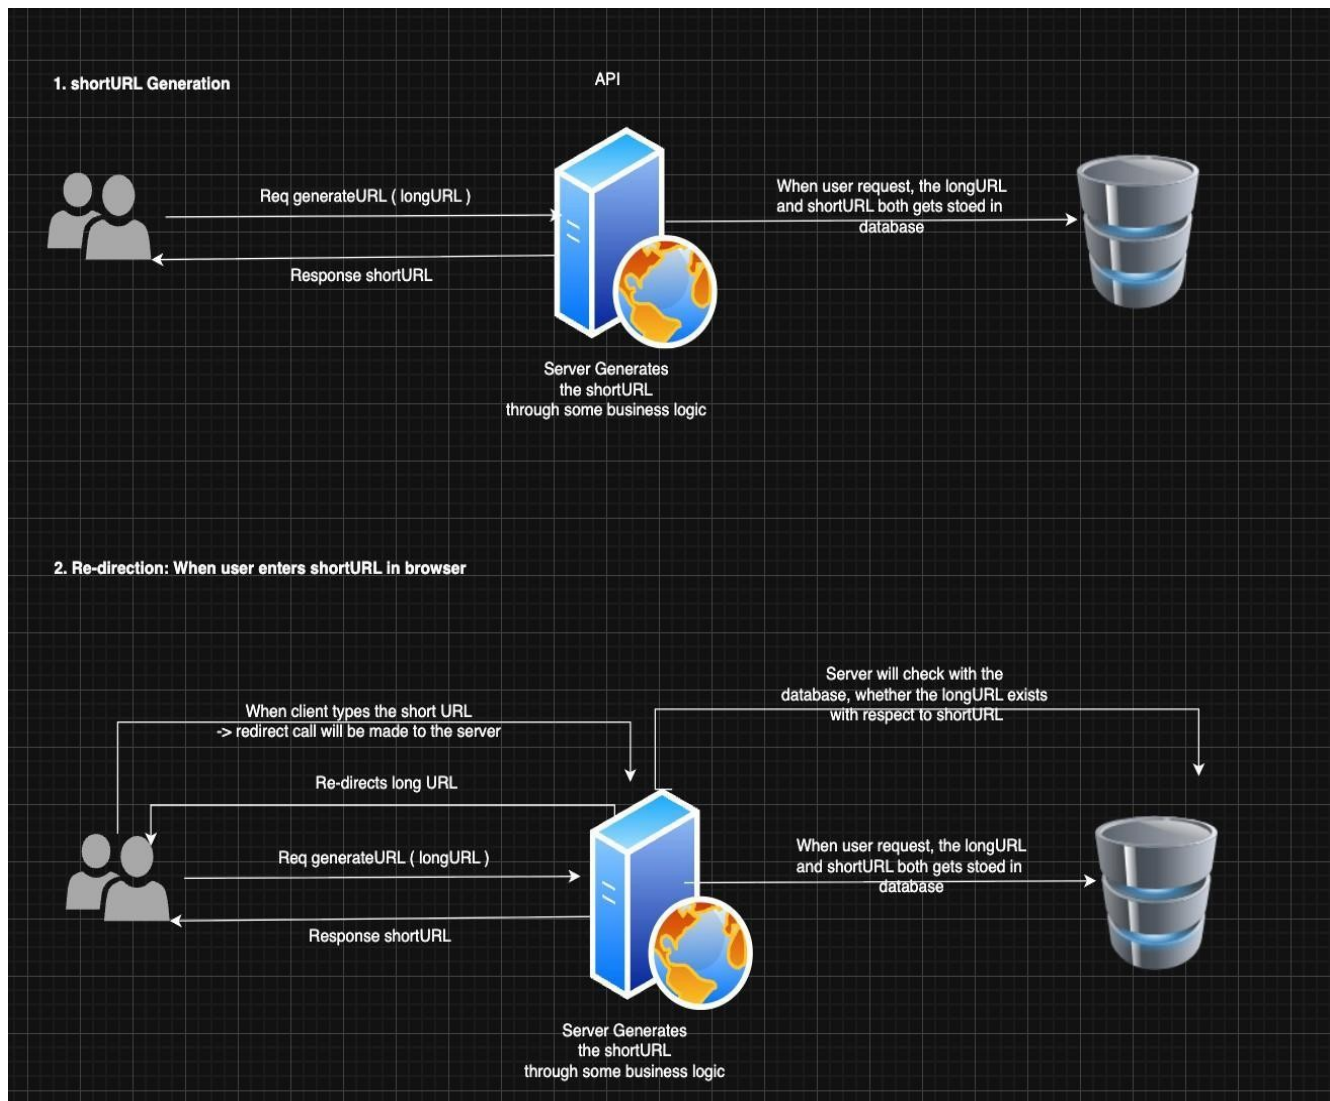 1. shortURL Generation
API
Req generateURL ( longURL )
Response shortURL
When user request, the longURL
and shortURL both gets stoed in
database
Server Generates
the shortURL
through some business logic
2. Re-direction: When user enters shortURL in browser
When client types the short URL
-> redirect call will be made to the server
Server will check with the
database, whether the longURL exists
with respect to shortURL
Re-directs long URL
Req generateURL ( longURL )
Response shortURL
When user request, the longURL
and shortURL both gets stoed in
database
Server Generates
the shortURL
through some business logic